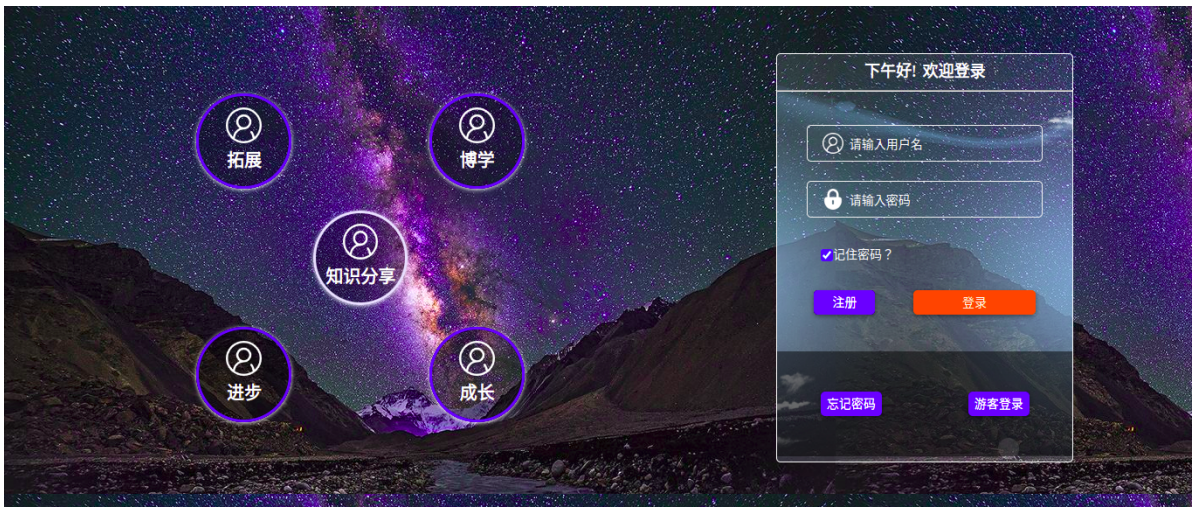 拓展
博学
知识分享
进步
成长
下午好! 欢迎登录
请输入用户名
请输入密码
记住密码？
注册
登录
忘记密码
游客登录